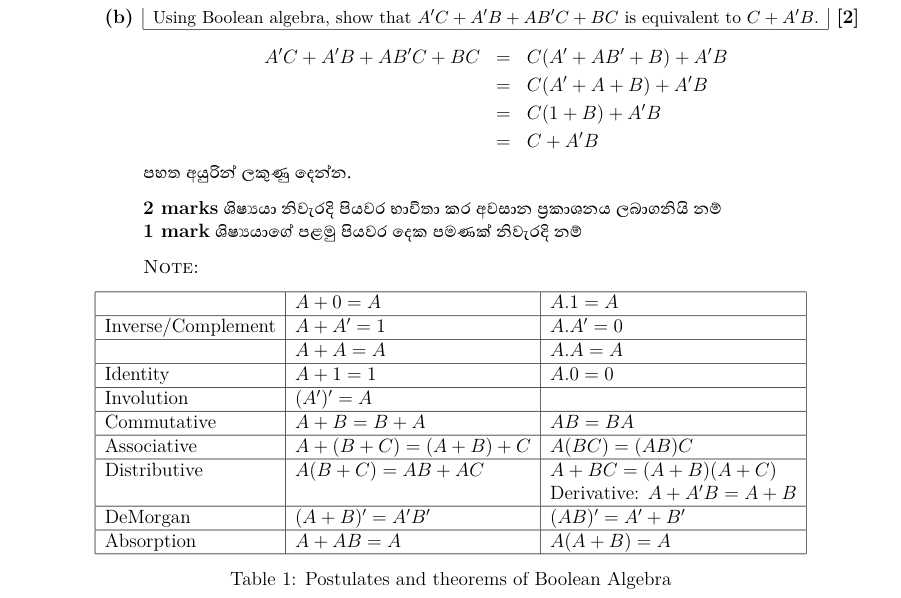 (b) Using Boolean algebra, show that A′C + A′B + AB′C + BC is equivalent to C + A′B. [2]
A′C + A′B + AB′C + BC = C(A′ + AB′ + B) + A′B
= C(A′ + A + B) + A′B
= C(1 + B) + A′B
= C + A′B
පහත අයුරින් ලකුණු දෙන්න.
2 marks ශිෂ්‍යයා නිවැරදි පියවර භාවිතා කර අවසාන ප්‍රකාශනය ලබාගනියි නම්
1 mark ශිෂ්‍යයාගේ පළමු පියවර දෙක පමණක් නිවැරදි නම්
NOTE:
A + 0 = A A.1 = A
Inverse/Complement A + A′ = 1 A.A′ = 0
A + A = A A.A = A
Identity A + 1 = 1 A.0 = 0
Involution (A′)′ = A
Commutative A + B = B + A AB = BA
Associative A + (B + C) = (A + B) + C A(BC) = (AB)C
Distributive A(B + C) = AB + AC A + BC = (A + B)(A + C)
Derivative: A + A′B = A + B
DeMorgan (A + B)′ = A′B′ (AB)′ = A′ + B′
Absorption A + AB = A A(A + B) = A
Table 1: Postulates and theorems of Boolean Algebra